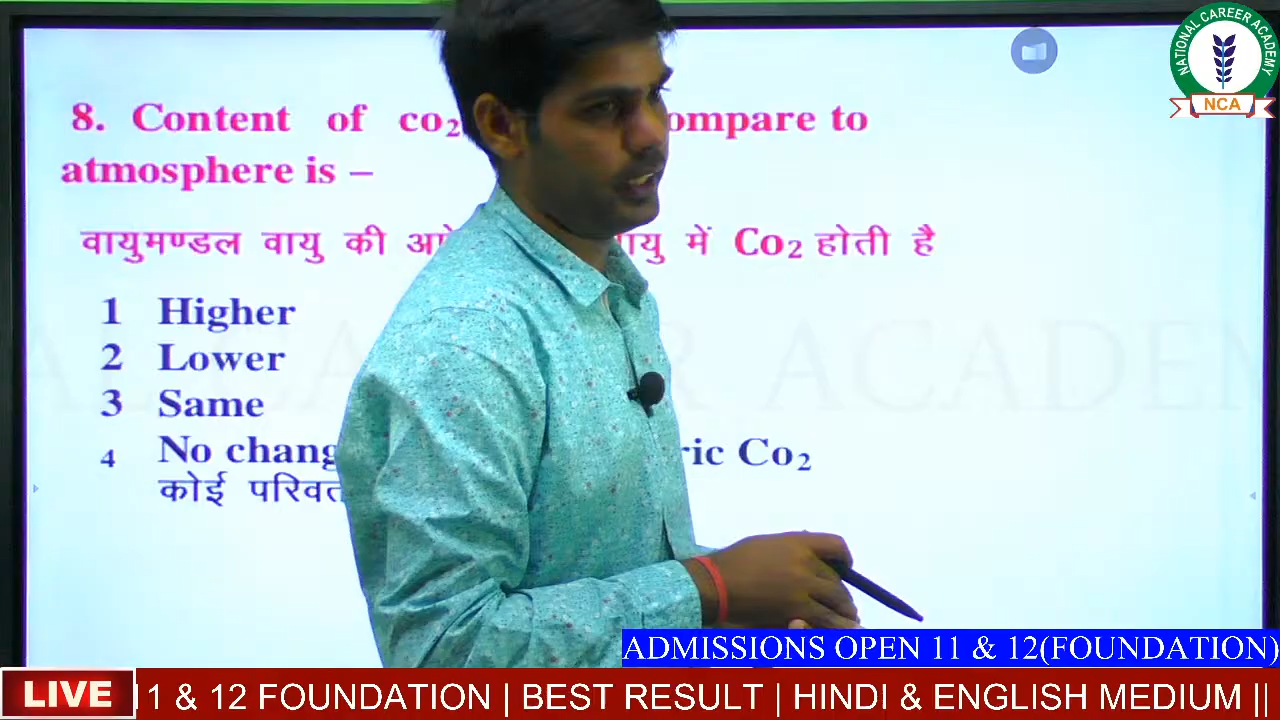 8. Content of co₂ ompare to
atmosphere is –
वायुमण्डल वायु की में Co₂ होती है
1 Higher
2 Lower
3 Same
4 No ric Co₂
कोई
NATIONAL CAREER ACADEMY
NCA
ADMISSIONS OPEN 11 & 12(FOUNDATION)
LIVE 1 & 12 FOUNDATION | BEST RESULT | HINDI & ENGLISH MEDIUM ||